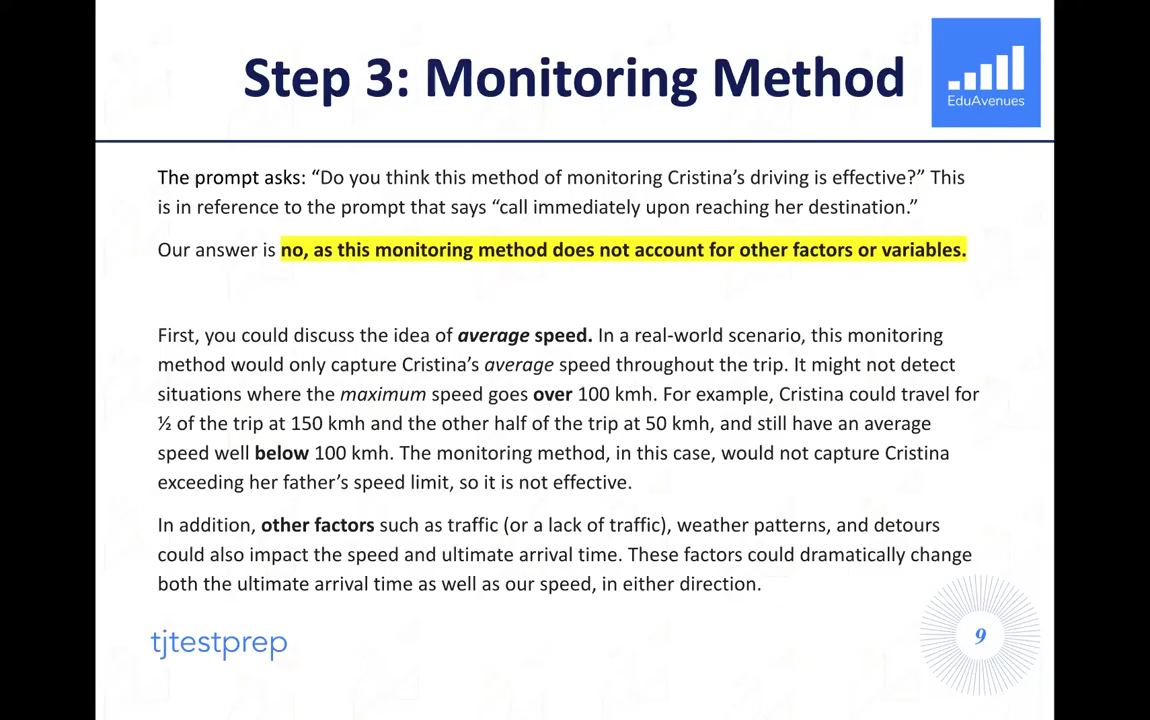 Step 3: Monitoring Method
EduAvenues
The prompt asks: “Do you think this method of monitoring Cristina’s driving is effective?” This
is in reference to the prompt that says “call immediately upon reaching her destination.”
Our answer is no, as this monitoring method does not account for other factors or variables.
First, you could discuss the idea of average speed. In a real-world scenario, this monitoring
method would only capture Cristina’s average speed throughout the trip. It might not detect
situations where the maximum speed goes over 100 kmh. For example, Cristina could travel for
½ of the trip at 150 kmh and the other half of the trip at 50 kmh, and still have an average
speed well below 100 kmh. The monitoring method, in this case, would not capture Cristina
exceeding her father’s speed limit, so it is not effective.
In addition, other factors such as traffic (or a lack of traffic), weather patterns, and detours
could also impact the speed and ultimate arrival time. These factors could dramatically change
both the ultimate arrival time as well as our speed, in either direction.
tjtestprep
9